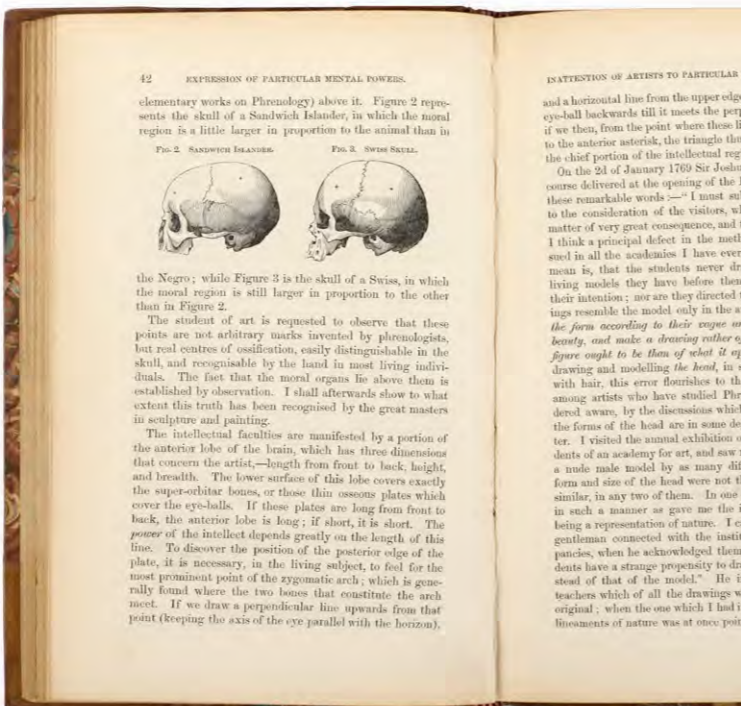 42 EXPRESSION OF PARTICULAR MENTAL POWERS.
elementary works on Phrenology) above it. Figure 2 repre-
sents the skull of a Sandwich Islander, in which the moral
region is a little larger in proportion to the animal than in
FIG. 2. SANDWICH ISLANDER. FIG. 3. SWISS SKULL.
the Negro; while Figure 3 is the skull of a Swiss, in which
the moral region is still larger in proportion to the other
than in Figure 2.
The student of art is requested to observe that these
points are not arbitrary marks invented by phrenologists,
but real centres of ossification, easily distinguishable in the
skull, and recognisable by the hand in most living indivi-
duals. The fact that the moral organs lie above them is
established by observation. I shall afterwards show to what
extent this truth has been recognised by the great masters
in sculpture and painting.
The intellectual faculties are manifested by a portion of
the anterior lobe of the brain, which has three dimensions
that concern the artist,—length from front to back, height,
and breadth. The lower surface of this lobe covers exactly
the super-orbitar bones, or those thin osseous plates which
cover the eye-balls. If these plates are long from front to
back, the anterior lobe is long; if short, it is short. The
power of the intellect depends greatly on the length of this
line. To discover the position of the posterior edge of the
plate, it is necessary, in the living subject, to feel for the
most prominent point of the zygomatic arch; which is gene-
rally found where the two bones that constitute the arch
meet. If we draw a perpendicular line upwards from that
point (keeping the axis of the eye parallel with the horizon),
INATTENTION OF ARTISTS TO PARTICULAR
and a horizontal line from the upper edge
eye-ball backwards till it meets the perp
if we then, from the point where these li
to the anterior asterisk, the triangle thu
the chief portion of the intellectual reg
On the 2d of January 1769 Sir Joshu
course delivered at the opening of the
these remarkable words:—"I must su
to the consideration of the visitors, w
matter of very great consequence, and
I think a principal defect in the meth
sued in all the academies I have ever
mean is, that the students never dr
living models they have before them
their intention; nor are they directed
ings resemble the model only in the a
the form according to their vague an
beauty, and make a drawing rather o
figure ought to be than of what it ap
drawing and modelling the head, in
with hair, this error flourishes to th
among artists who have studied Phr
dered aware, by the discussions which
the forms of the head are in some de
ter. I visited the annual exhibition o
dents of an academy for art, and saw
a nude male model by as many dif
form and size of the head were not t
similar, in any two of them. In one
in such a manner as gave me the i
being a representation of nature. I c
gentleman connected with the instit
pancies, when he acknowledged them
dents have a strange propensity to dr
stead of that of the model." He i
teachers which of all the drawings w
original; when the one which I had i
lineaments of nature was at once poin